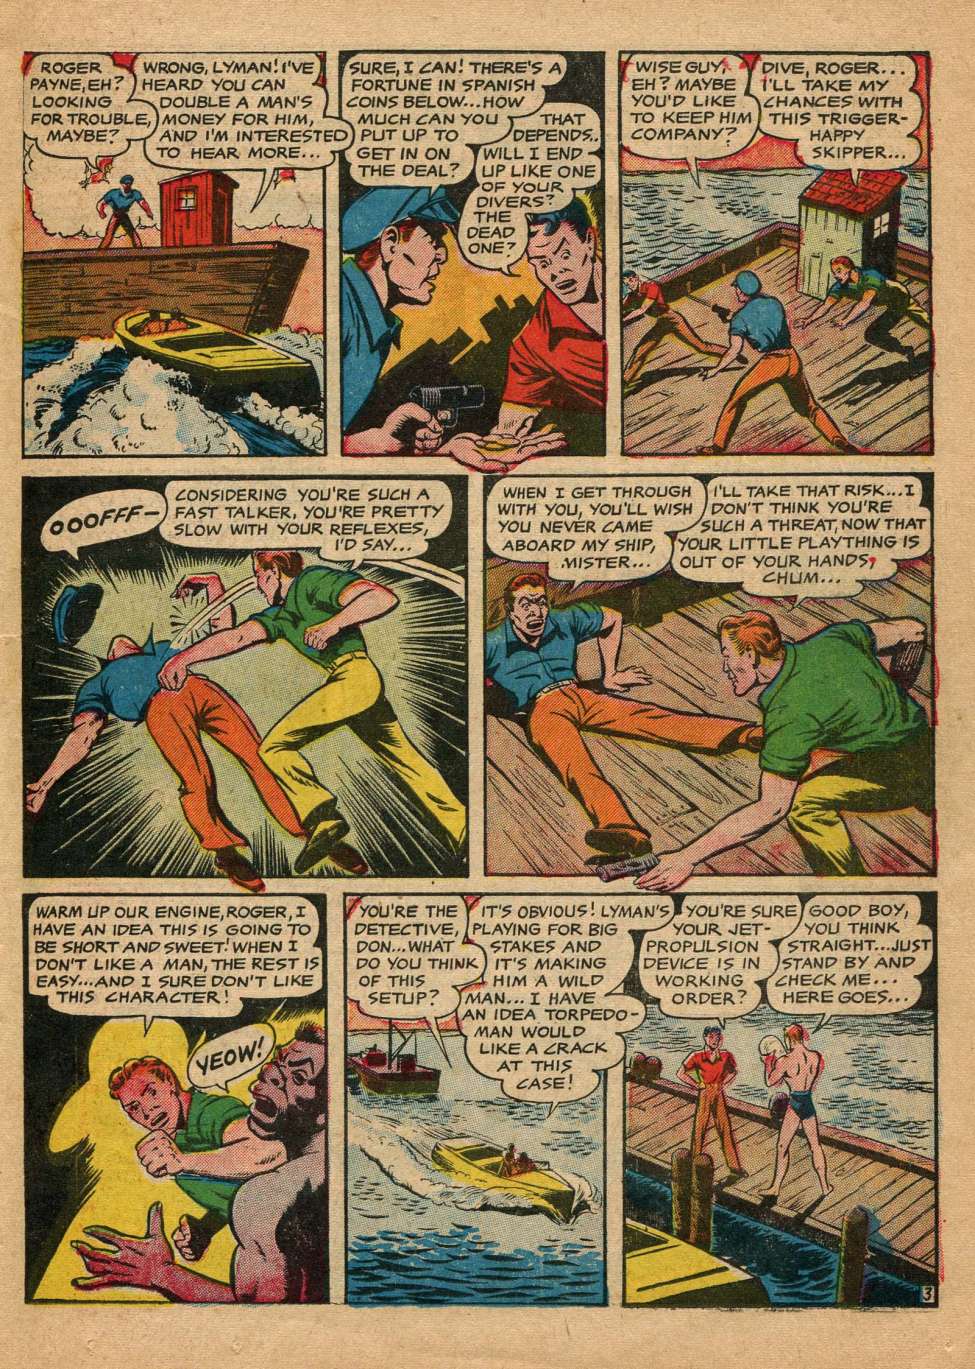 ROGER
PAYNE, EH?
LOOKING
FOR TROUBLE,
MAYBE?
WRONG, LYMAN! I'VE
HEARD YOU CAN
DOUBLE A MAN'S
MONEY FOR HIM,
AND I'M INTERESTED
TO HEAR MORE...
SURE, I CAN! THERE'S A
FORTUNE IN SPANISH
COINS BELOW...HOW
MUCH CAN YOU
PUT UP TO
GET IN ON
THE DEAL?
THAT
DEPENDS..
WILL I END-
UP LIKE ONE
OF YOUR
DIVERS?
THE
DEAD
ONE?
WISE GUY,
EH? MAYBE
YOU'D LIKE
TO KEEP HIM
COMPANY?
DIVE, ROGER...
I'LL TAKE MY
CHANCES WITH
THIS TRIGGER-
HAPPY
SKIPPER...
OOOFFF-
CONSIDERING YOU'RE SUCH A
FAST TALKER, YOU'RE PRETTY
SLOW WITH YOUR REFLEXES,
I'D SAY...
WHEN I GET THROUGH
WITH YOU, YOU'LL WISH
YOU NEVER CAME
ABOARD MY SHIP,
MISTER...
I'LL TAKE THAT RISK...I
DON'T THINK YOU'RE
SUCH A THREAT, NOW THAT
YOUR LITTLE PLAYTHING IS
OUT OF YOUR HANDS,
CHUM...
WARM UP OUR ENGINE, ROGER, I
HAVE AN IDEA THIS IS GOING TO
BE SHORT AND SWEET! WHEN I
DON'T LIKE A MAN, THE REST IS
EASY...AND I SURE DON'T LIKE
THIS CHARACTER!
YEOW!
YOU'RE THE
DETECTIVE,
DON...WHAT
DO YOU THINK
OF THIS
SETUP?
IT'S OBVIOUS! LYMAN'S
PLAYING FOR BIG
STAKES AND
IT'S MAKING
HIM A WILD
MAN... I HAVE
AN IDEA TORPEDO-
MAN WOULD
LIKE A CRACK
AT THIS
CASE!
YOU'RE SURE
YOUR JET-
PROPULSION
DEVICE IS IN
WORKING
ORDER?
GOOD BOY,
YOU THINK
STRAIGHT...JUST
STAND BY AND
CHECK ME...
HERE GOES...
3